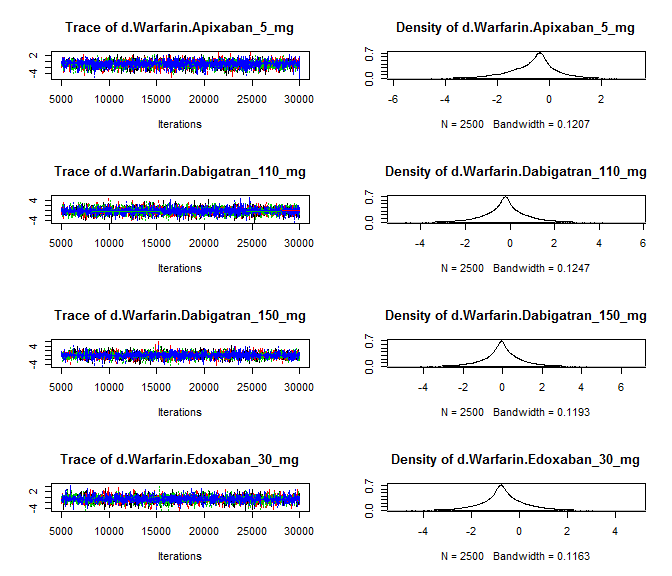 Trace of d.Warfarin.Apixaban_5_mg
-4 2
5000 10000 15000 20000 25000 30000
Iterations
Density of d.Warfarin.Apixaban_5_mg
0.0 0.7
-6 -4 -2 0 2
N = 2500 Bandwidth = 0.1207
Trace of d.Warfarin.Dabigatran_110_mg
-4 4
5000 10000 15000 20000 25000 30000
Iterations
Density of d.Warfarin.Dabigatran_110_mg
0.0 0.7
-4 -2 0 2 4 6
N = 2500 Bandwidth = 0.1247
Trace of d.Warfarin.Dabigatran_150_mg
-4 4
5000 10000 15000 20000 25000 30000
Iterations
Density of d.Warfarin.Dabigatran_150_mg
0.0 0.7
-4 -2 0 2 4 6
N = 2500 Bandwidth = 0.1193
Trace of d.Warfarin.Edoxaban_30_mg
-4 2
5000 10000 15000 20000 25000 30000
Iterations
Density of d.Warfarin.Edoxaban_30_mg
0.0 0.7
-4 -2 0 2 4
N = 2500 Bandwidth = 0.1163